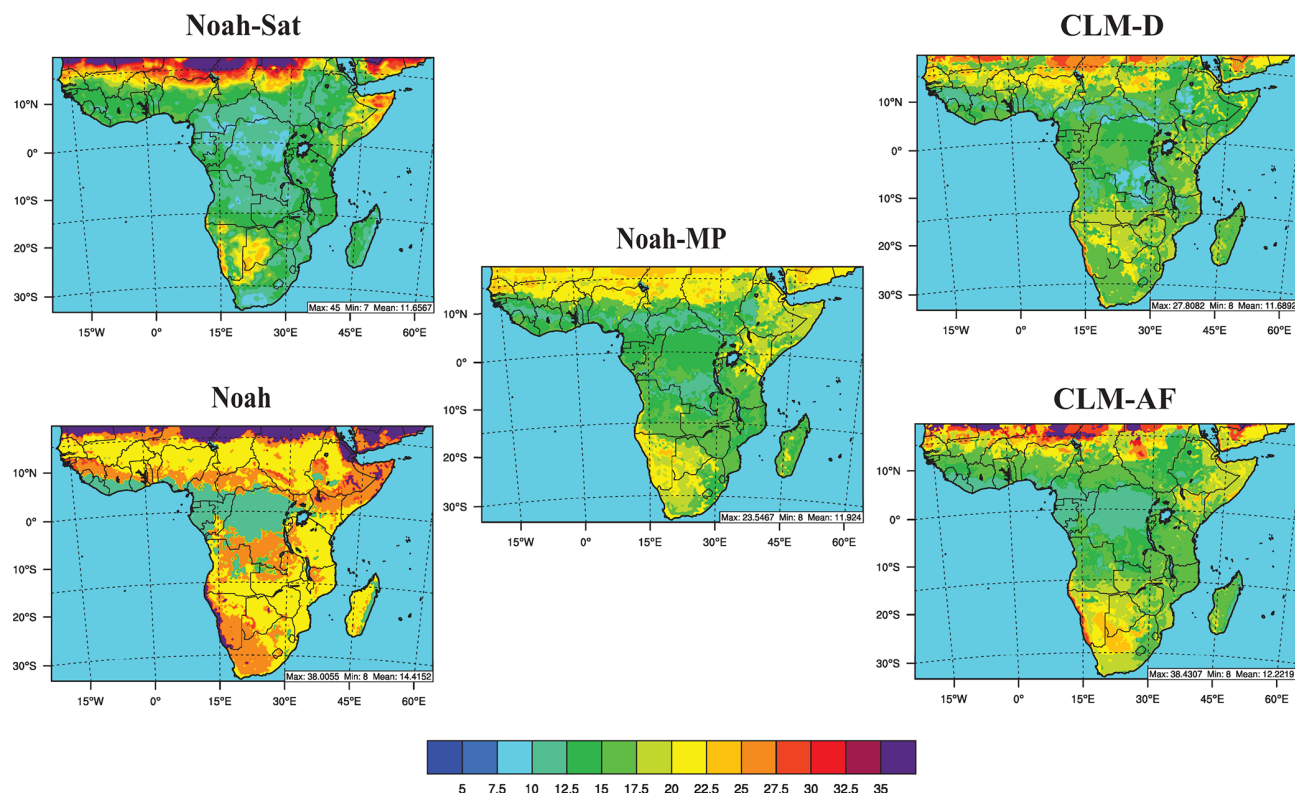 Noah-Sat
10°N
0°
10°S
20°S
30°S
Max: 45 Min: 7 Mean: 11.6567
15°W 0° 15°E 30°E 45°E 60°E
CLM-D
10°N
0°
10°S
20°S
30°S
Max: 27.8082 Min: 8 Mean: 11.6892
15°W 0° 15°E 30°E 45°E 60°E
Noah-MP
10°N
0°
10°S
20°S
30°S
Max: 23.5467 Min: 8 Mean: 11.924
15°W 0° 15°E 30°E 45°E 60°E
Noah
10°N
0°
10°S
20°S
30°S
Max: 38.0055 Min: 8 Mean: 14.4152
15°W 0° 15°E 30°E 45°E 60°E
CLM-AF
10°N
0°
10°S
20°S
30°S
Max: 38.4307 Min: 8 Mean: 12.2219
15°W 0° 15°E 30°E 45°E 60°E
5 7.5 10 12.5 15 17.5 20 22.5 25 27.5 30 32.5 35